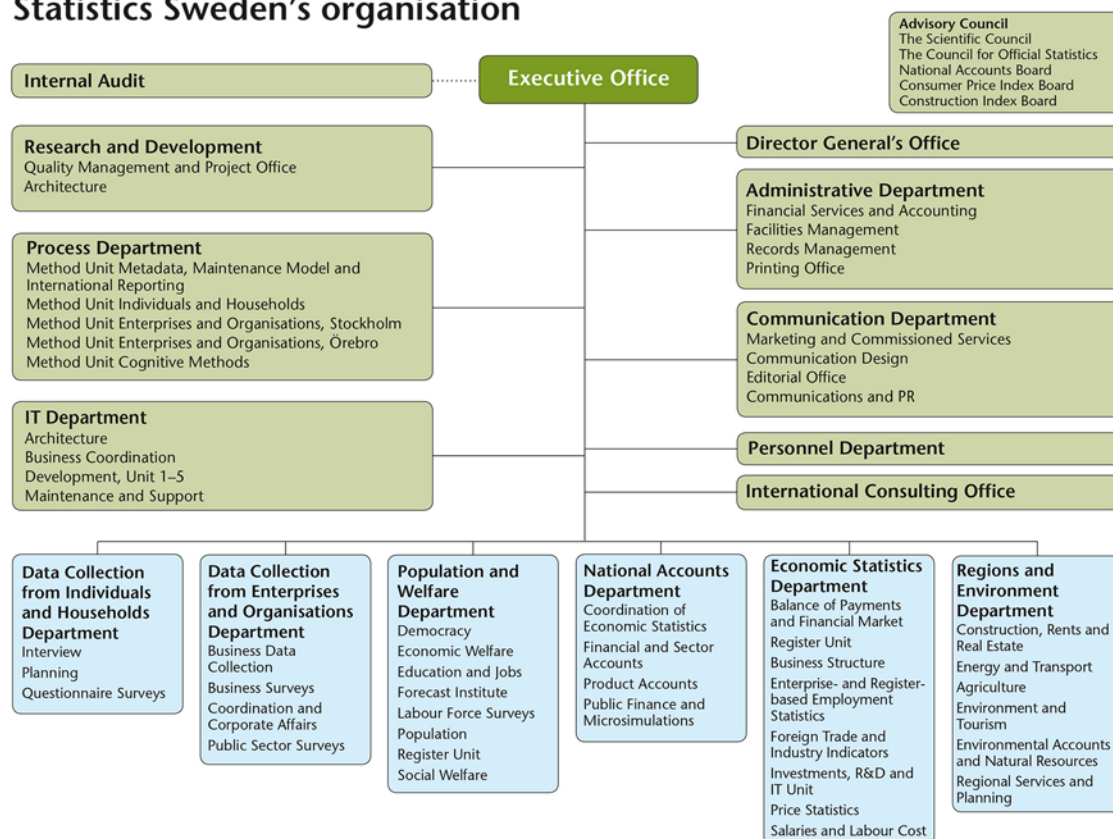 Statistics Sweden's organisation
Advisory Council
The Scientific Council
The Council for Official Statistics
National Accounts Board
Consumer Price Index Board
Construction Index Board
Internal Audit
Executive Office
Research and Development
Quality Management and Project Office
Architecture
Director General's Office
Administrative Department
Financial Services and Accounting
Facilities Management
Records Management
Printing Office
Process Department
Method Unit Metadata, Maintenance Model and
International Reporting
Method Unit Individuals and Households
Method Unit Enterprises and Organisations, Stockholm
Method Unit Enterprises and Organisations, Örebro
Method Unit Cognitive Methods
Communication Department
Marketing and Commissioned Services
Communication Design
Editorial Office
Communications and PR
IT Department
Architecture
Business Coordination
Development, Unit 1–5
Maintenance and Support
Personnel Department
International Consulting Office
Data Collection
from Individuals
and Households
Department
Interview
Planning
Questionnaire Surveys
Data Collection
from Enterprises
and Organisations
Department
Business Data
Collection
Business Surveys
Coordination and
Corporate Affairs
Public Sector Surveys
Population and
Welfare
Department
Democracy
Economic Welfare
Education and Jobs
Forecast Institute
Labour Force Surveys
Population
Register Unit
Social Welfare
National Accounts
Department
Coordination of
Economic Statistics
Financial and Sector
Accounts
Product Accounts
Public Finance and
Microsimulations
Economic Statistics
Department
Balance of Payments
and Financial Market
Register Unit
Business Structure
Enterprise- and Register-
based Employment
Statistics
Foreign Trade and
Industry Indicators
Investments, R&D and
IT Unit
Price Statistics
Salaries and Labour Cost
Regions and
Environment
Department
Construction, Rents and
Real Estate
Energy and Transport
Agriculture
Environment and
Tourism
Environmental Accounts
and Natural Resources
Regional Services and
Planning